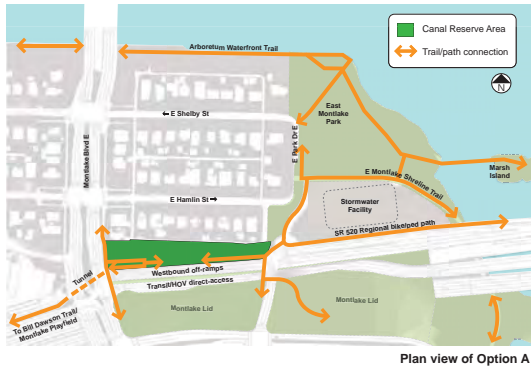 Canal Reserve Area
Trail/path connection
N
Arboretum Waterfront Trail
East
Montlake
Park
← E Shelby St
Montlake Blvd E
E Park Dr E
E Montlake Shreline Trail
Marsh
Island
E Hamlin St →
Stormwater
Facility
SR 520 Regional bike/ped path
Westbound off-ramps
Tunnel
Transit/HOV direct-access
Montlake Lid
Montlake Lid
To Bill Dawson Trail/
Montlake Playfield
Plan view of Option A